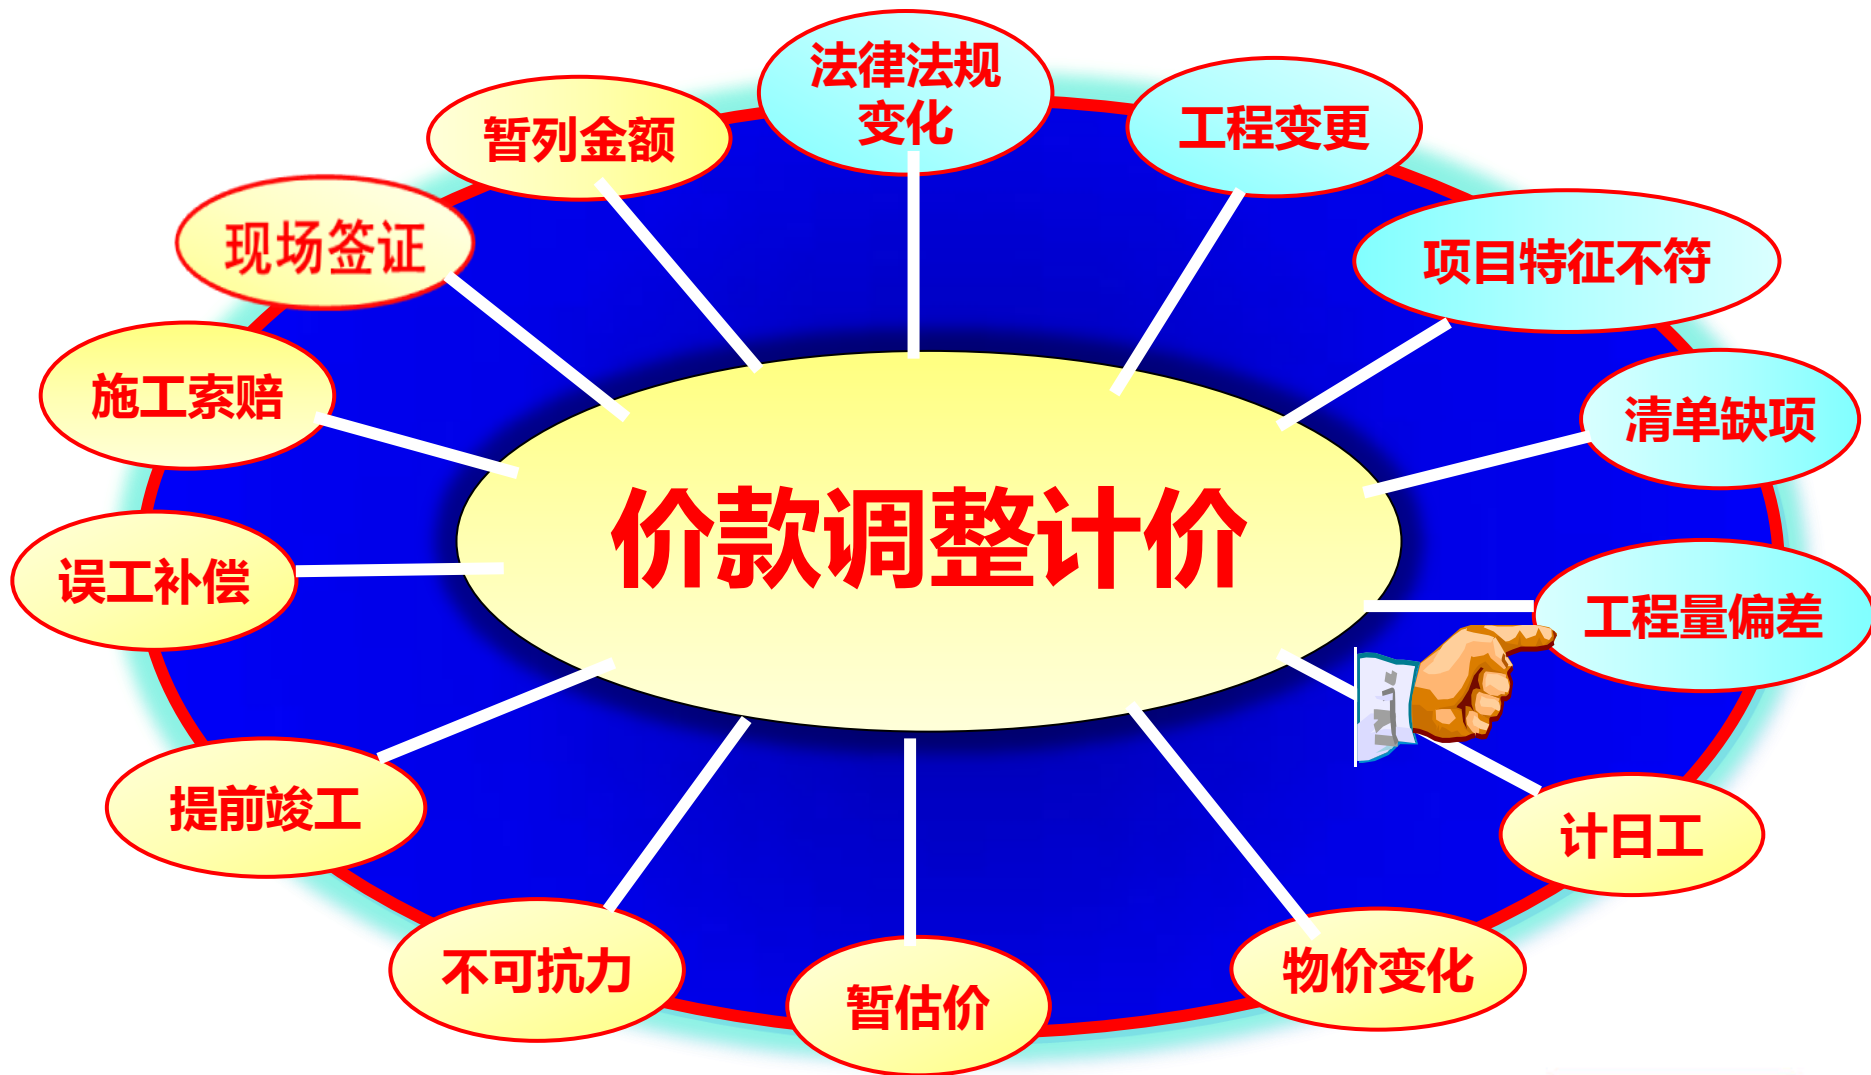 法律法规
变化
工程变更
暂列金额
项目特征不符
现场签证
清单缺项
施工索赔
价款调整计价
误工补偿
工程量偏差
提前竣工
计日工
不可抗力
物价变化
暂估价